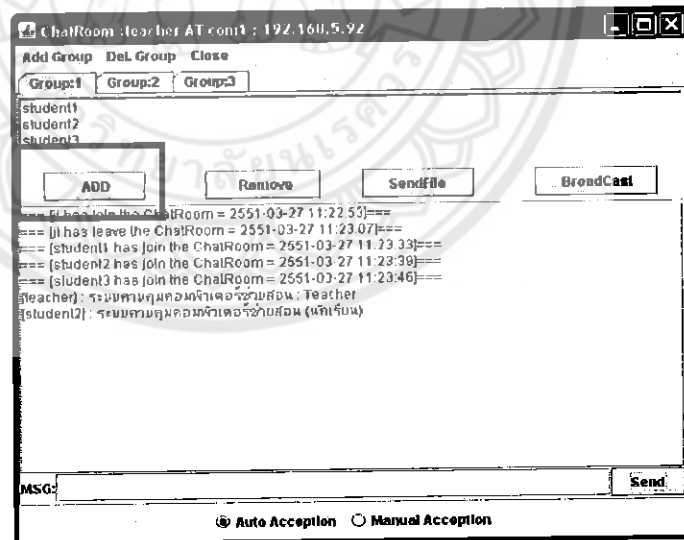 ChatRoom :teacher AT com1 : 192.168.5.92
Add Group DeL Group Close
Group:1 Group:2 Group:3
student1
student2
student3
ADD Remove SendFile BroadCast
=== [jl has join the ChatRoom = 2551-03-27 11:22:53]===
=== [jl has leave the ChatRoom = 2551-03-27 11:23:07]===
=== [student1 has join the ChatRoom = 2551-03-27 11:23:33]===
=== [student2 has join the ChatRoom = 2551-03-27 11:23:39]===
=== [student3 has join the ChatRoom = 2551-03-27 11:23:46]===
[teacher] : ระบบควบคุมคอมพิวเตอร์ช่วยสอน : Teacher
[student2] : ระบบควบคุมคอมพิวเตอร์ช่วยสอน (นักเรียน)
MSG: Send
Auto Acception Manual Acception